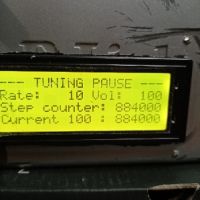 --- TUNING PAUSE ---
Rate: 10 Vol: 100
Step counter: 884000
Current 100 : 884000